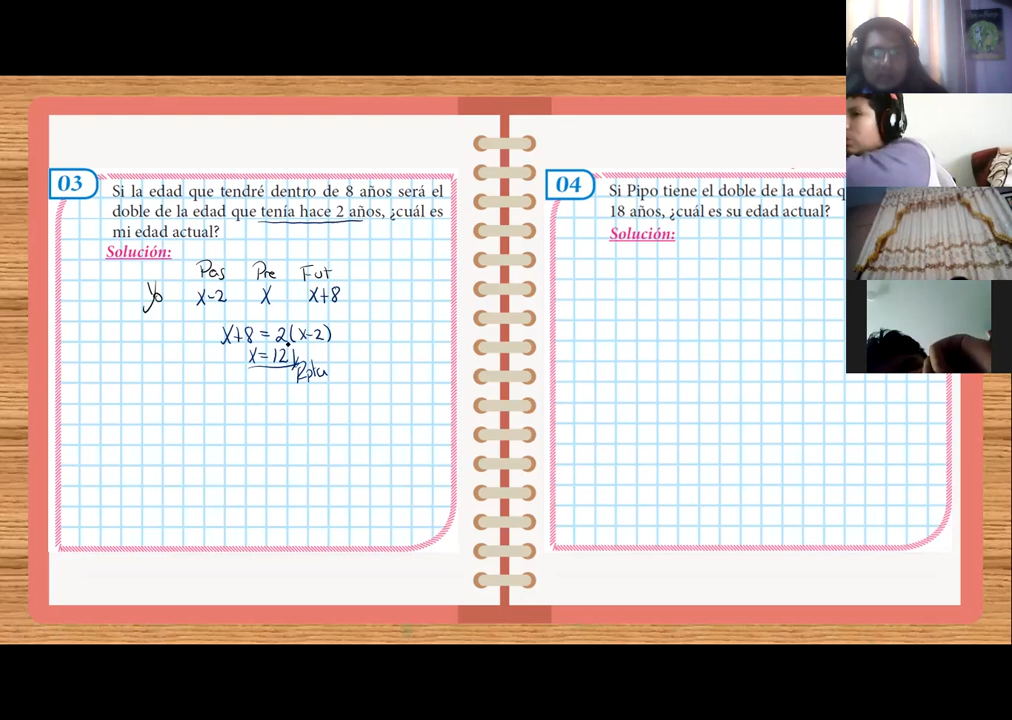 03
Si la edad que tendré dentro de 8 años será el
doble de la edad que tenía hace 2 años, ¿cuál es
mi edad actual?
Solución:
Pas Pre Fut
Yo x-2 x x+8
x+8 = 2(x-2)
x=12
Rpta
04
Si Pipo tiene el doble de la edad q
18 años, ¿cuál es su edad actual?
Solución: